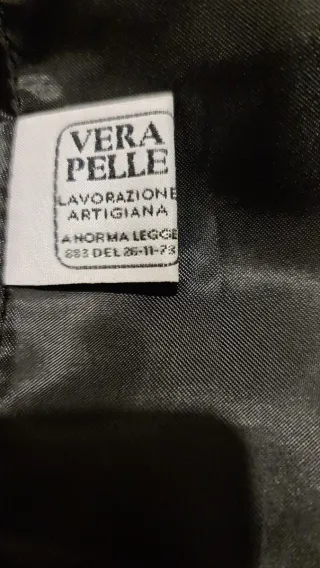 VERA
PELLE
LAVORAZIONE
ARTIGIANA
A NORMA LEGGE
883 DEL 26-11-73